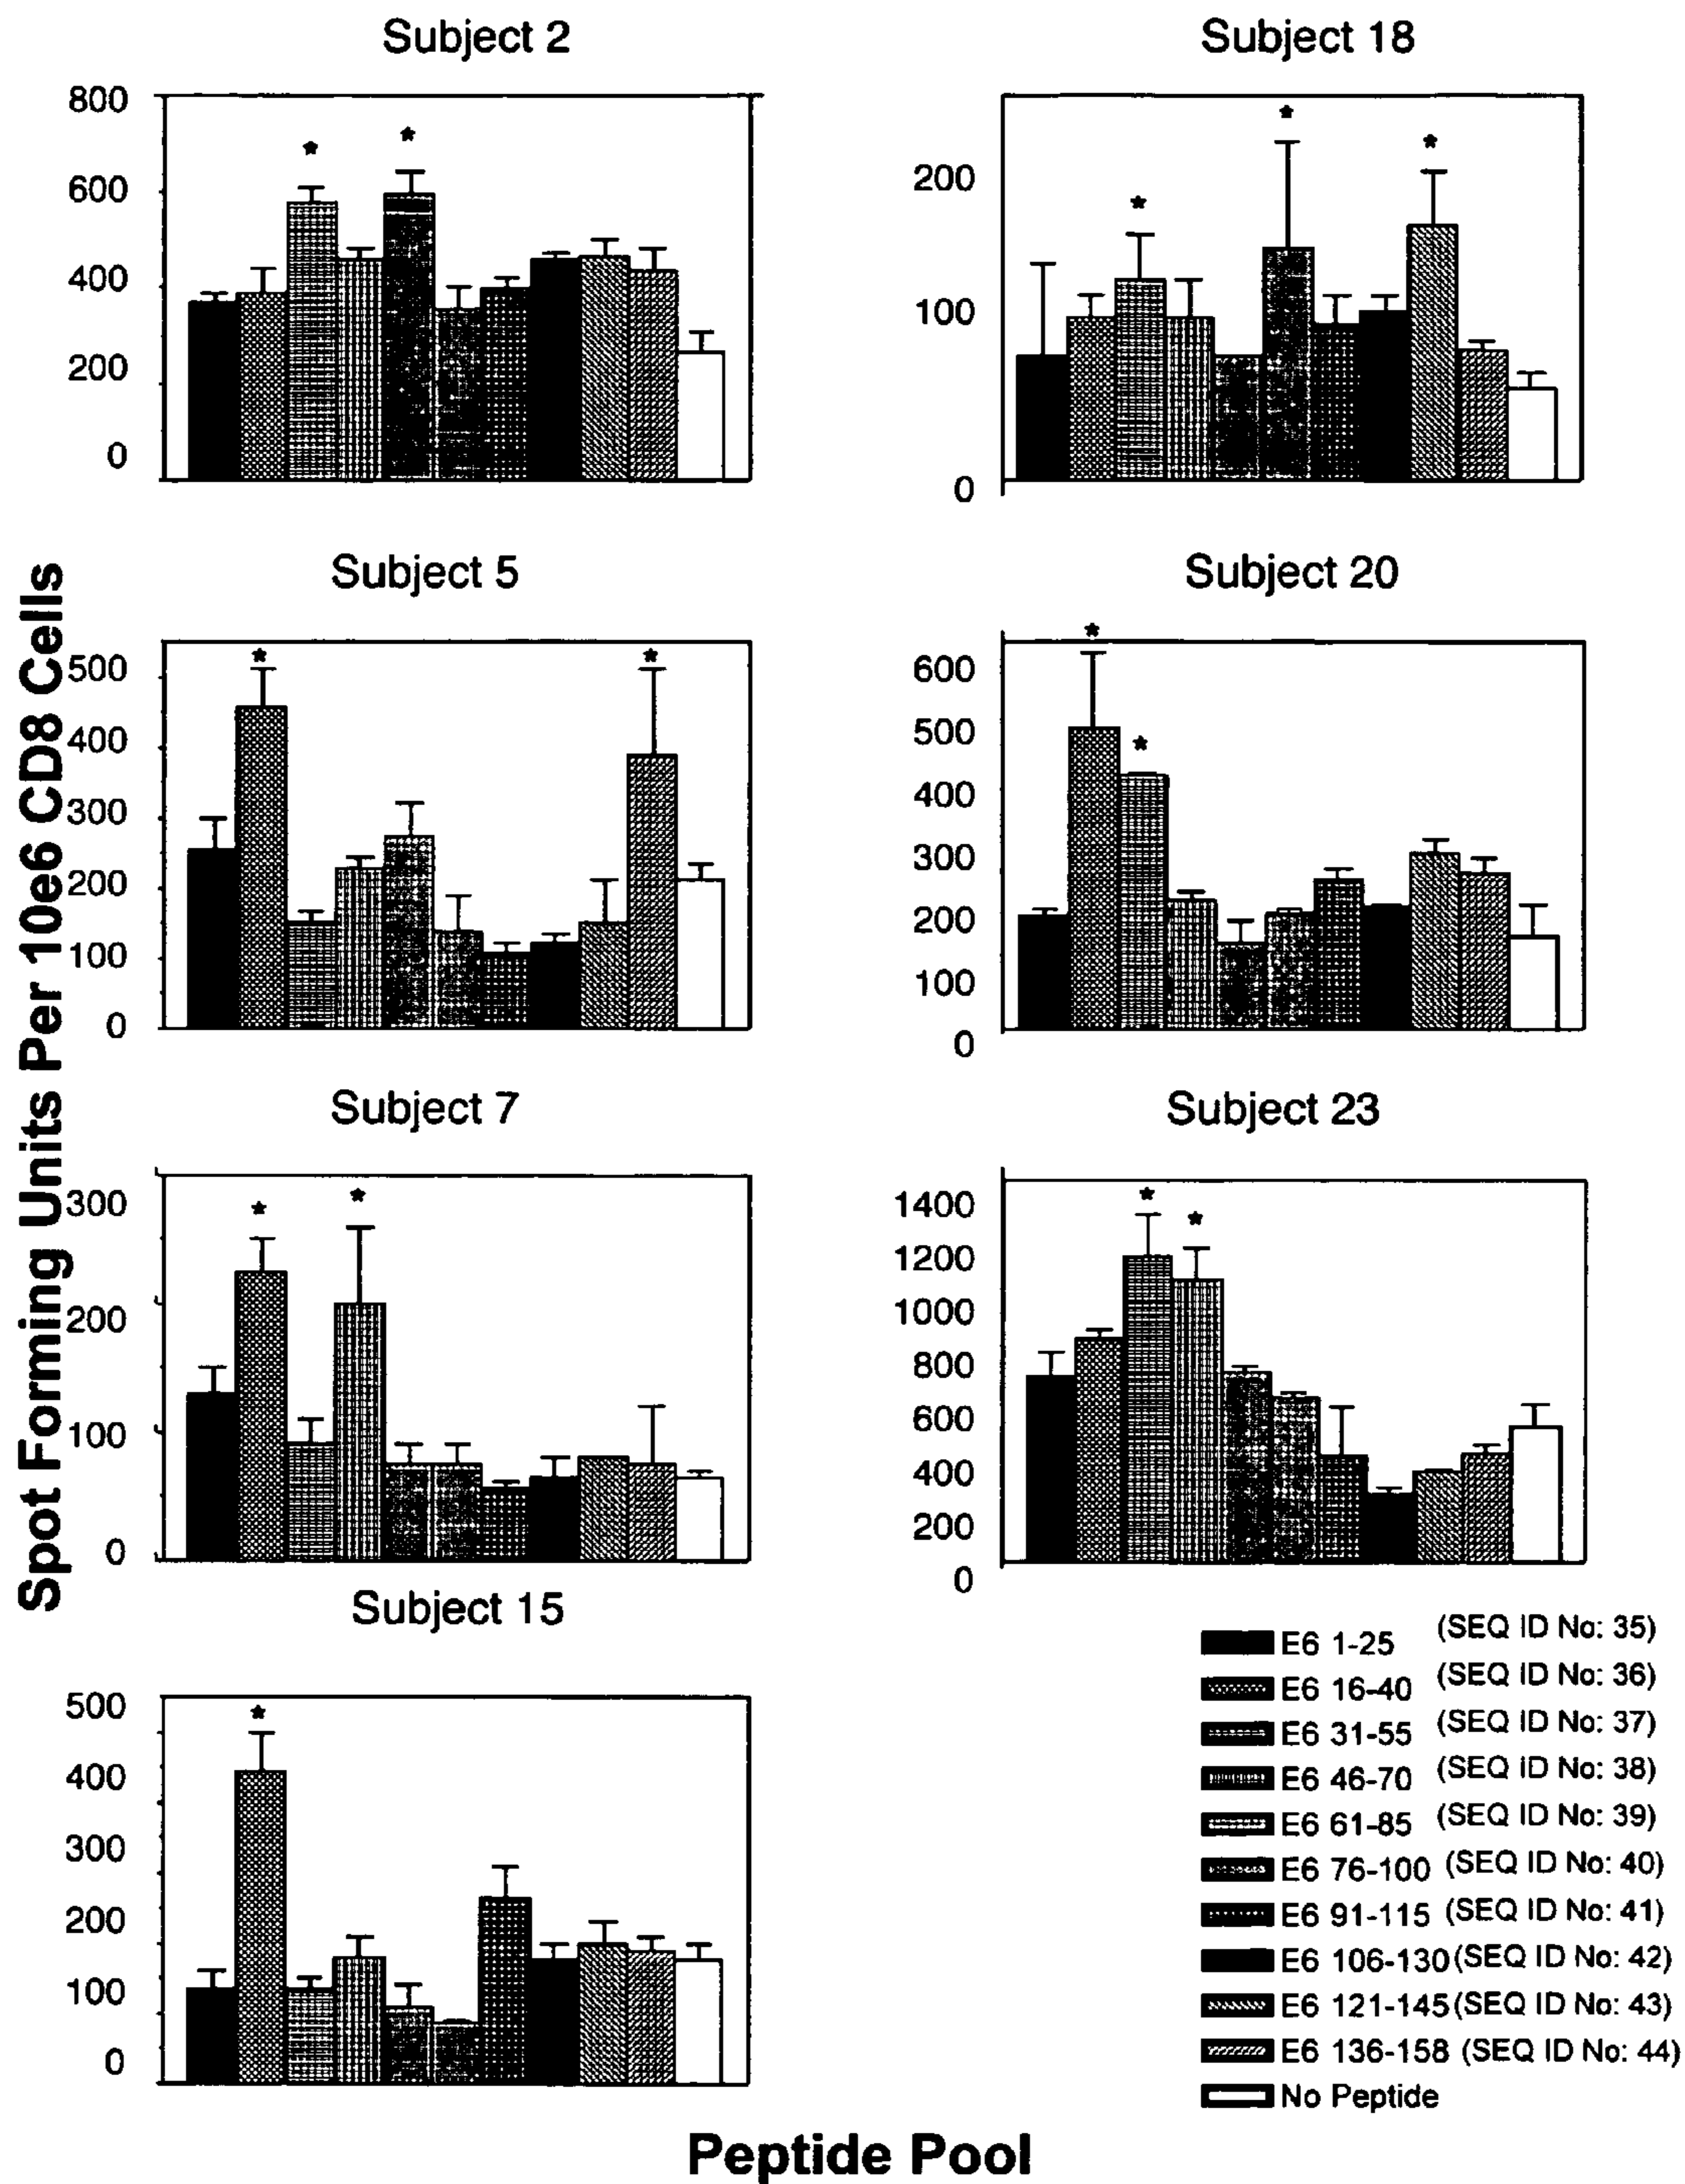 Subject 2
800
600
400
200
0
*
*
Subject 18
200
100
0
*
*
*
Subject 5
500
400
300
200
100
0
*
*
Subject 20
600
500
400
300
200
100
0
*
*
Subject 7
300
200
100
0
*
*
Subject 23
1400
1200
1000
800
600
400
200
0
*
*
Subject 15
500
400
300
200
100
0
*
Spot Forming Units Per 10e6 CD8 Cells
E6 1-25 (SEQ ID No: 35)
E6 16-40 (SEQ ID No: 36)
E6 31-55 (SEQ ID No: 37)
E6 46-70 (SEQ ID No: 38)
E6 61-85 (SEQ ID No: 39)
E6 76-100 (SEQ ID No: 40)
E6 91-115 (SEQ ID No: 41)
E6 106-130 (SEQ ID No: 42)
E6 121-145 (SEQ ID No: 43)
E6 136-158 (SEQ ID No: 44)
No Peptide
Peptide Pool